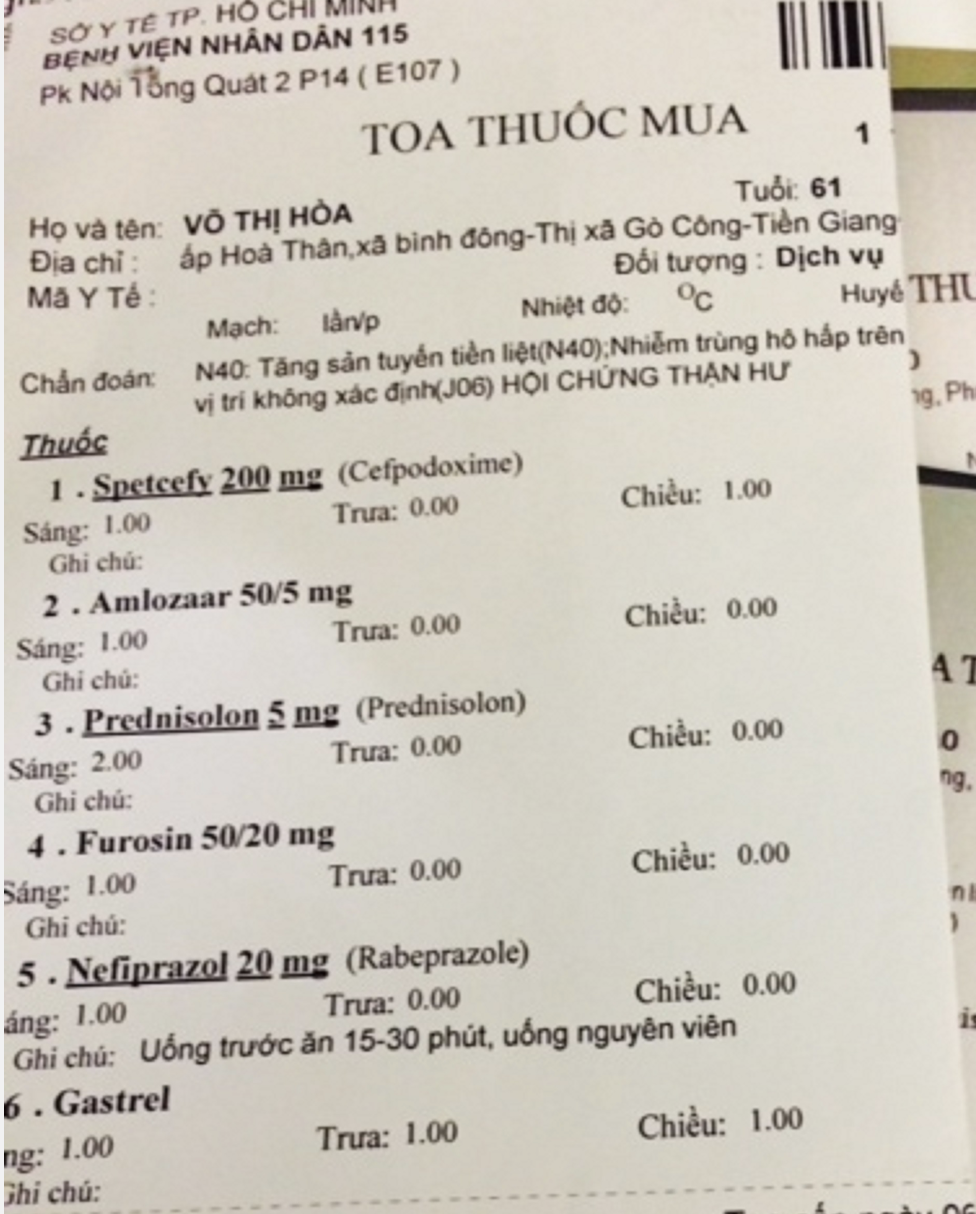 SỞ Y TẾ TP. HỒ CHÍ MINH
BỆNH VIỆN NHÂN DÂN 115
Pk Nội Tổng Quát 2 P14 ( E107 )
TOA THUỐC MUA
1
Tuổi: 61
Họ và tên: VÕ THỊ HÒA
Địa chỉ : ấp Hoà Thân,xã bình đông-Thị xã Gò Công-Tiền Giang
Đối tượng : Dịch vụ
Mã Y Tế :
Mạch: lần/p Nhiệt độ: ⁰C Huyế
Chẩn đoán: N40: Tăng sản tuyến tiền liệt(N40);Nhiễm trùng hô hấp trên
vị trí không xác định(J06) HỘI CHỨNG THẬN HƯ
Thuốc
1 . Spetcefy 200 mg (Cefpodoxime)
Sáng: 1.00 Trưa: 0.00 Chiều: 1.00
Ghi chú:
2 . Amlozaar 50/5 mg
Sáng: 1.00 Trưa: 0.00 Chiều: 0.00
Ghi chú:
3 . Prednisolon 5 mg (Prednisolon)
Sáng: 2.00 Trưa: 0.00 Chiều: 0.00
Ghi chú:
4 . Furosin 50/20 mg
Sáng: 1.00 Trưa: 0.00 Chiều: 0.00
Ghi chú:
5 . Nefiprazol 20 mg (Rabeprazole)
áng: 1.00 Trưa: 0.00 Chiều: 0.00
Ghi chú: Uống trước ăn 15-30 phút, uống nguyên viên
6 . Gastrel
ng: 1.00 Trưa: 1.00 Chiều: 1.00
Ghi chú:
THU
ng, Ph
A T
ng,